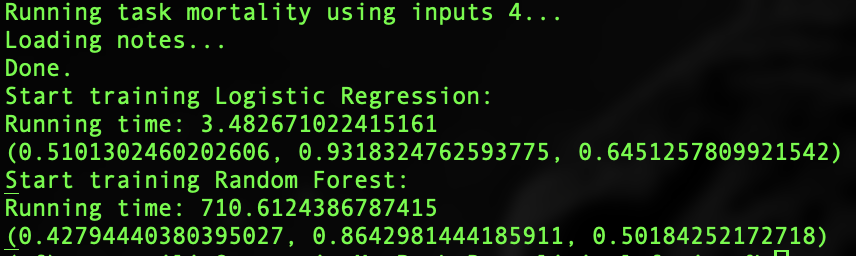 Running task mortality using inputs 4...
Loading notes...
Done.
Start training Logistic Regression:
Running time: 3.482671022415161
(0.5101302460202606, 0.9318324762593775, 0.6451257809921542)
Start training Random Forest:
Running time: 710.6124386787415
(0.42794440380395027, 0.8642981444185911, 0.50184252172718)